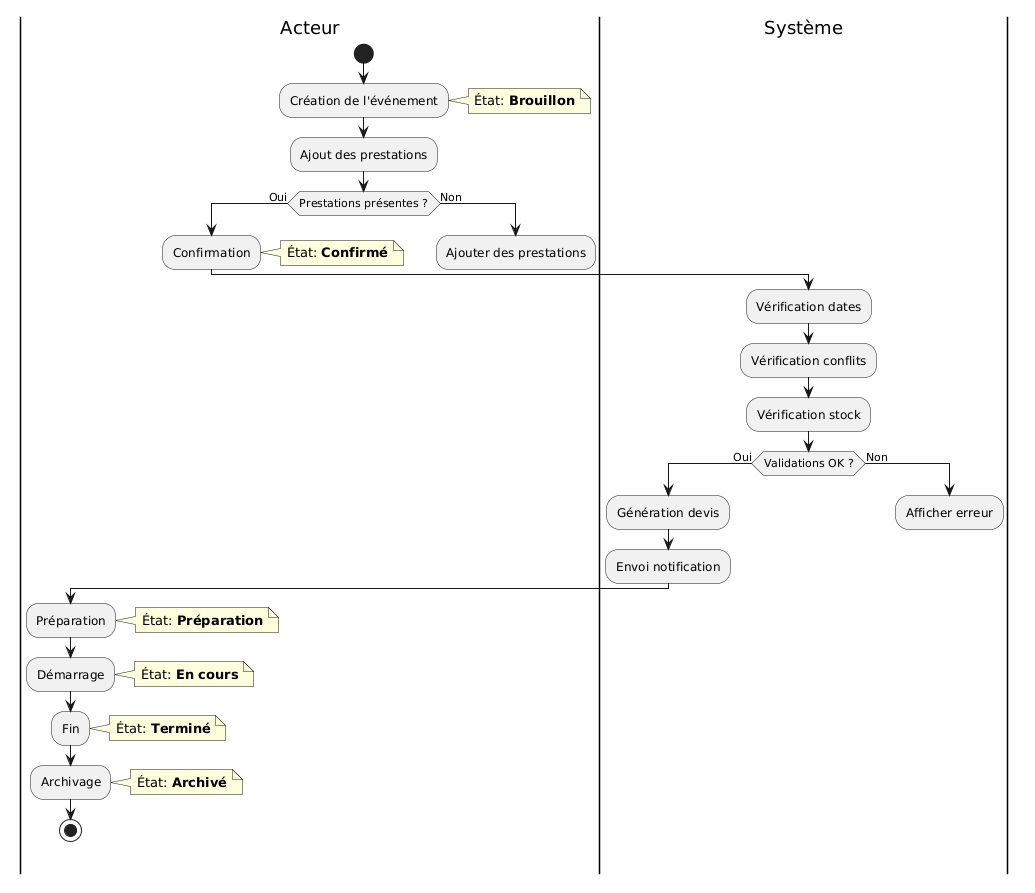 Acteur
Système
Création de l'événement
État: Brouillon
Ajout des prestations
Oui
Prestations présentes ?
Non
Confirmation
État: Confirmé
Ajouter des prestations
Vérification dates
Vérification conflits
Vérification stock
Oui
Validations OK ?
Non
Génération devis
Afficher erreur
Envoi notification
Préparation
État: Préparation
Démarrage
État: En cours
Fin
État: Terminé
Archivage
État: Archivé